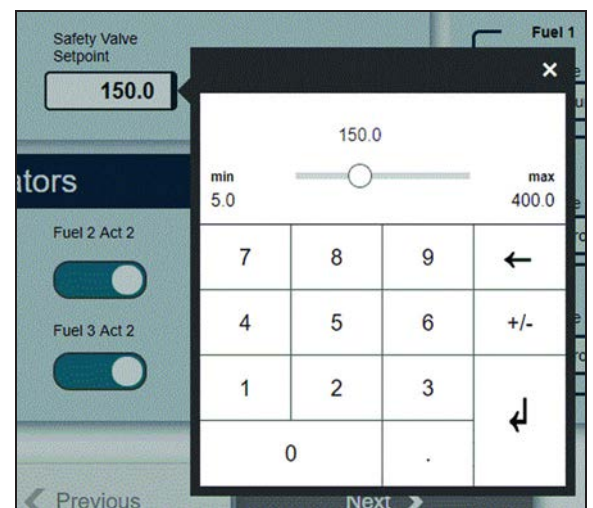 Safety Valve
Setpoint
150.0
Fuel 1
×
150.0
min
max
5.0
400.0
ators
Fuel 2 Act 2
Fuel 3 Act 2
7 8 9 ←
4 5 6 +/-
1 2 3
0 .
Previous
Next